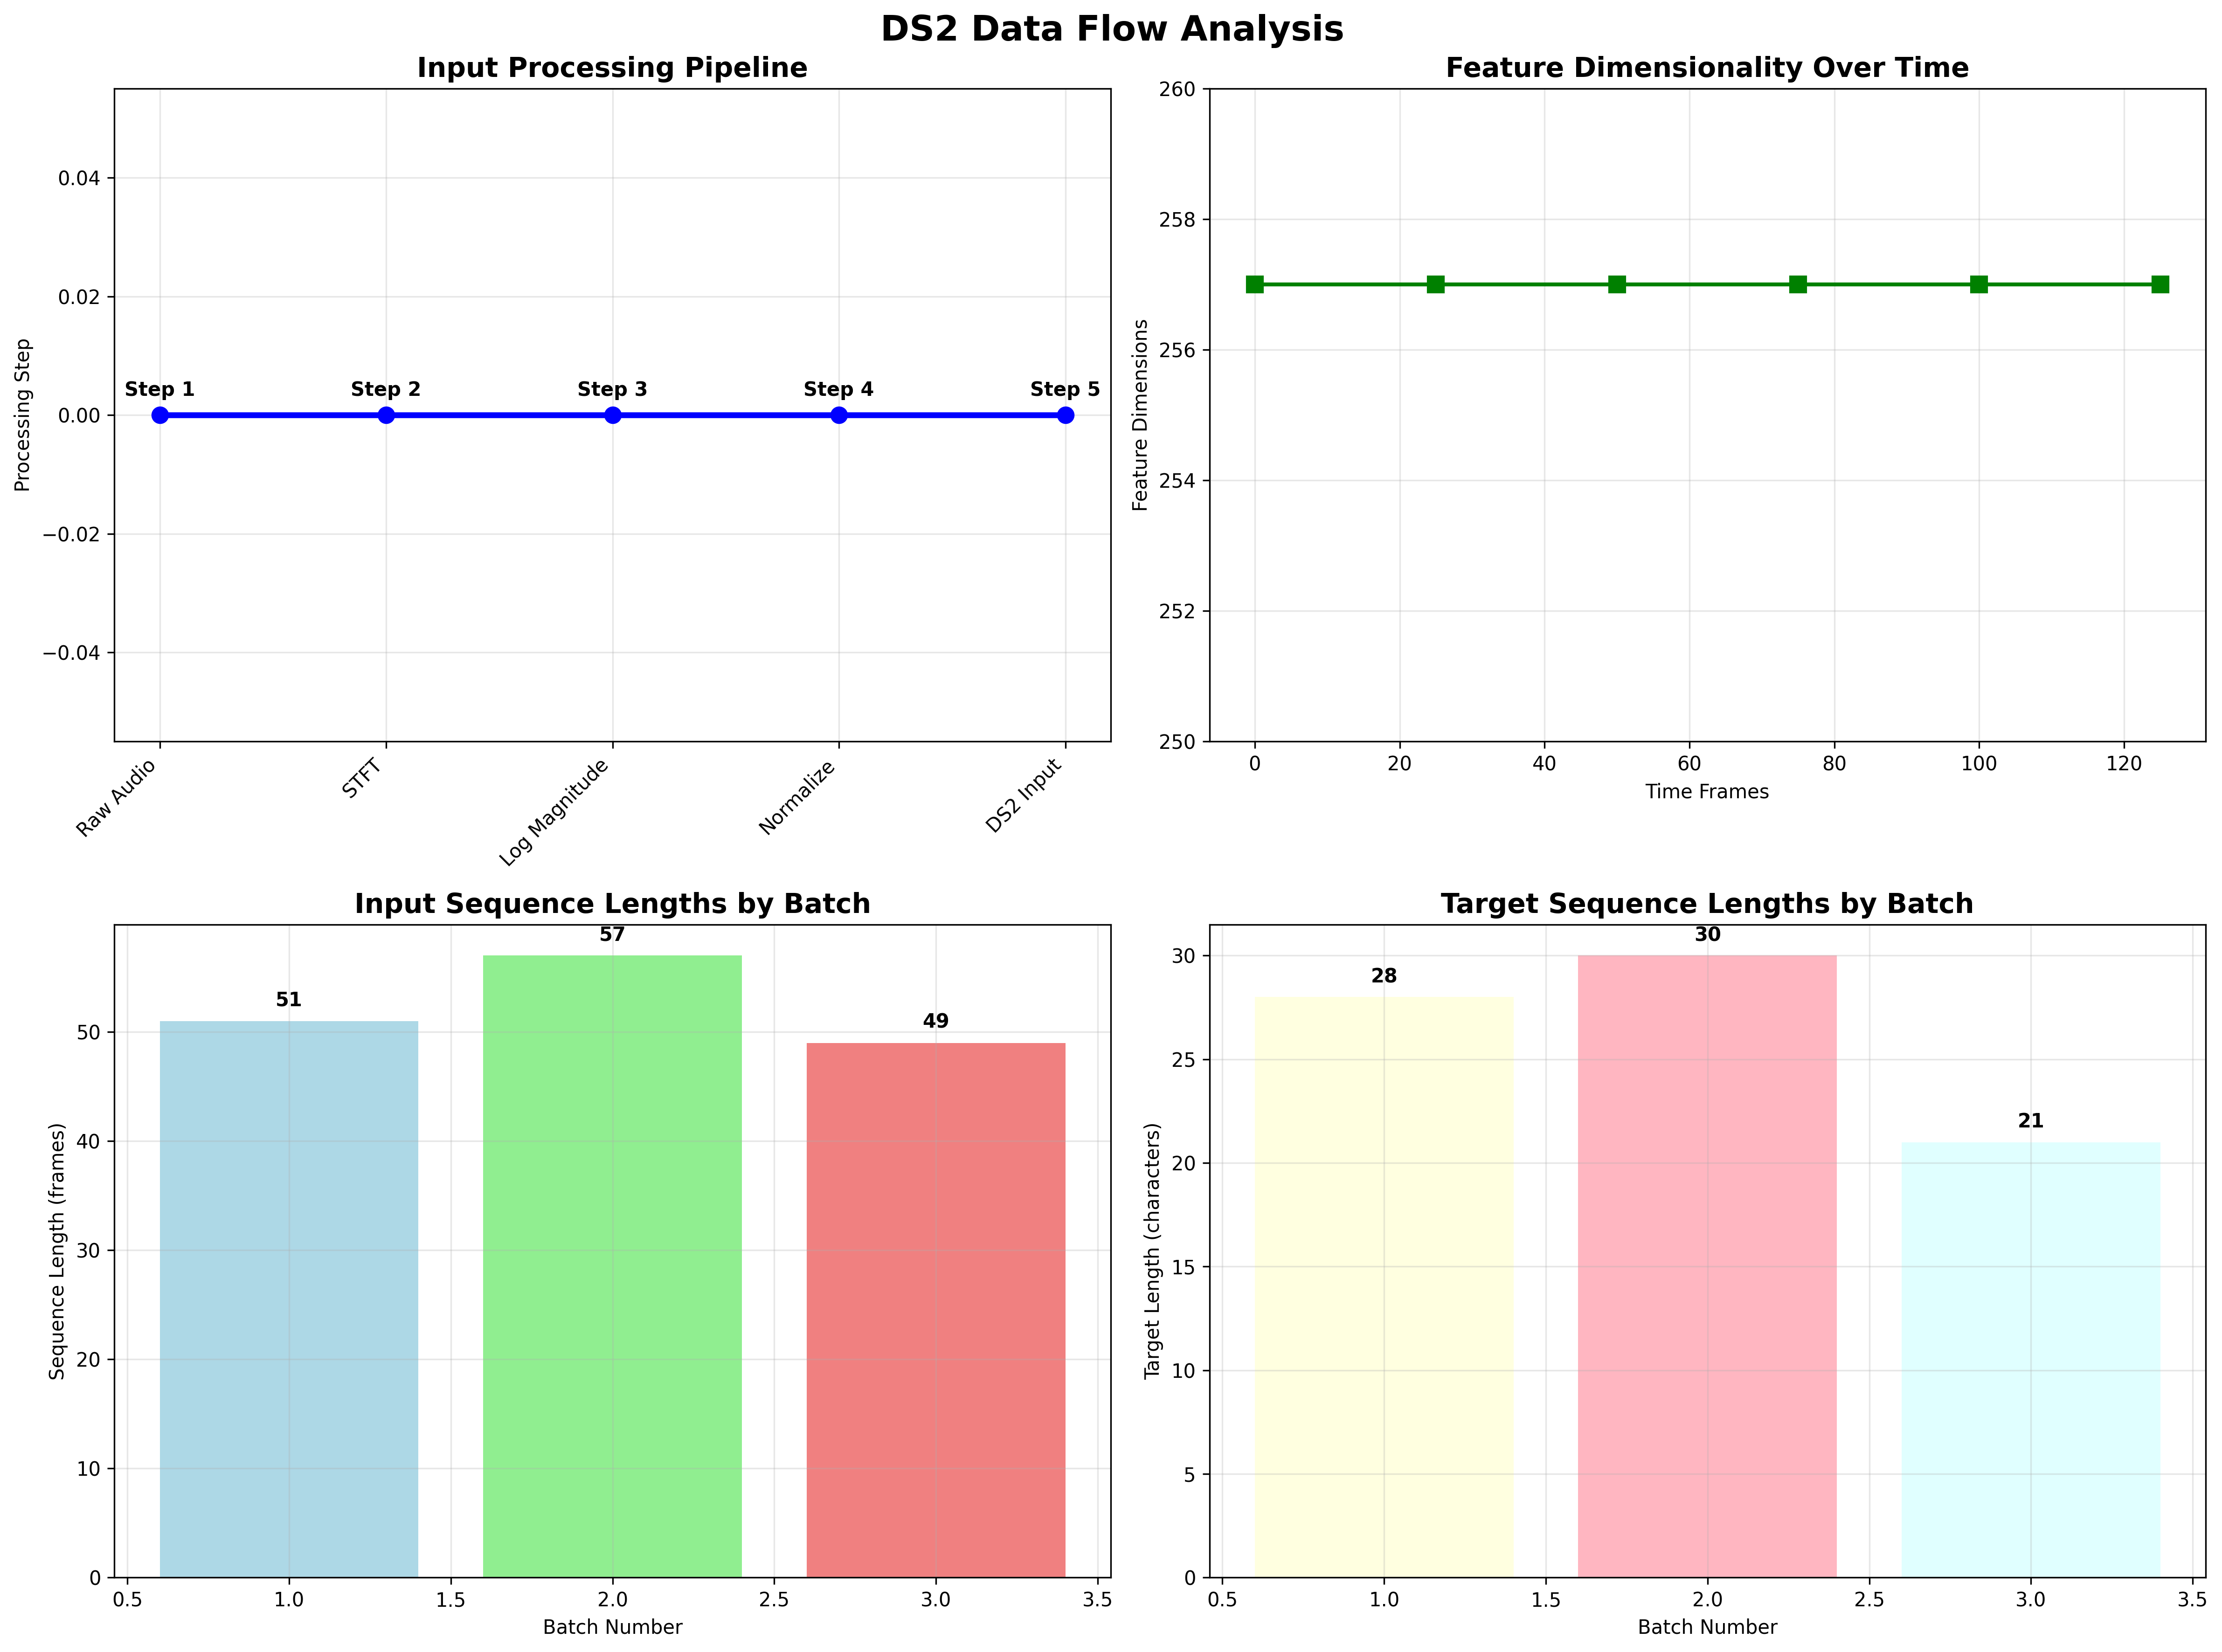 DS2 Data Flow Analysis
Input Processing Pipeline
Processing Step
0.04
0.02
0.00
−0.02
−0.04
Step 1 Step 2 Step 3 Step 4 Step 5
Raw Audio
STFT
Log Magnitude
Normalize
DS2 Input
Feature Dimensionality Over Time
Feature Dimensions
260
258
256
254
252
250
0 20 40 60 80 100 120
Time Frames
Input Sequence Lengths by Batch
Sequence Length (frames)
50
40
30
20
10
0
51
57
49
0.5 1.0 1.5 2.0 2.5 3.0 3.5
Batch Number
Target Sequence Lengths by Batch
Target Length (characters)
30
25
20
15
10
5
0
28
30
21
0.5 1.0 1.5 2.0 2.5 3.0 3.5
Batch Number